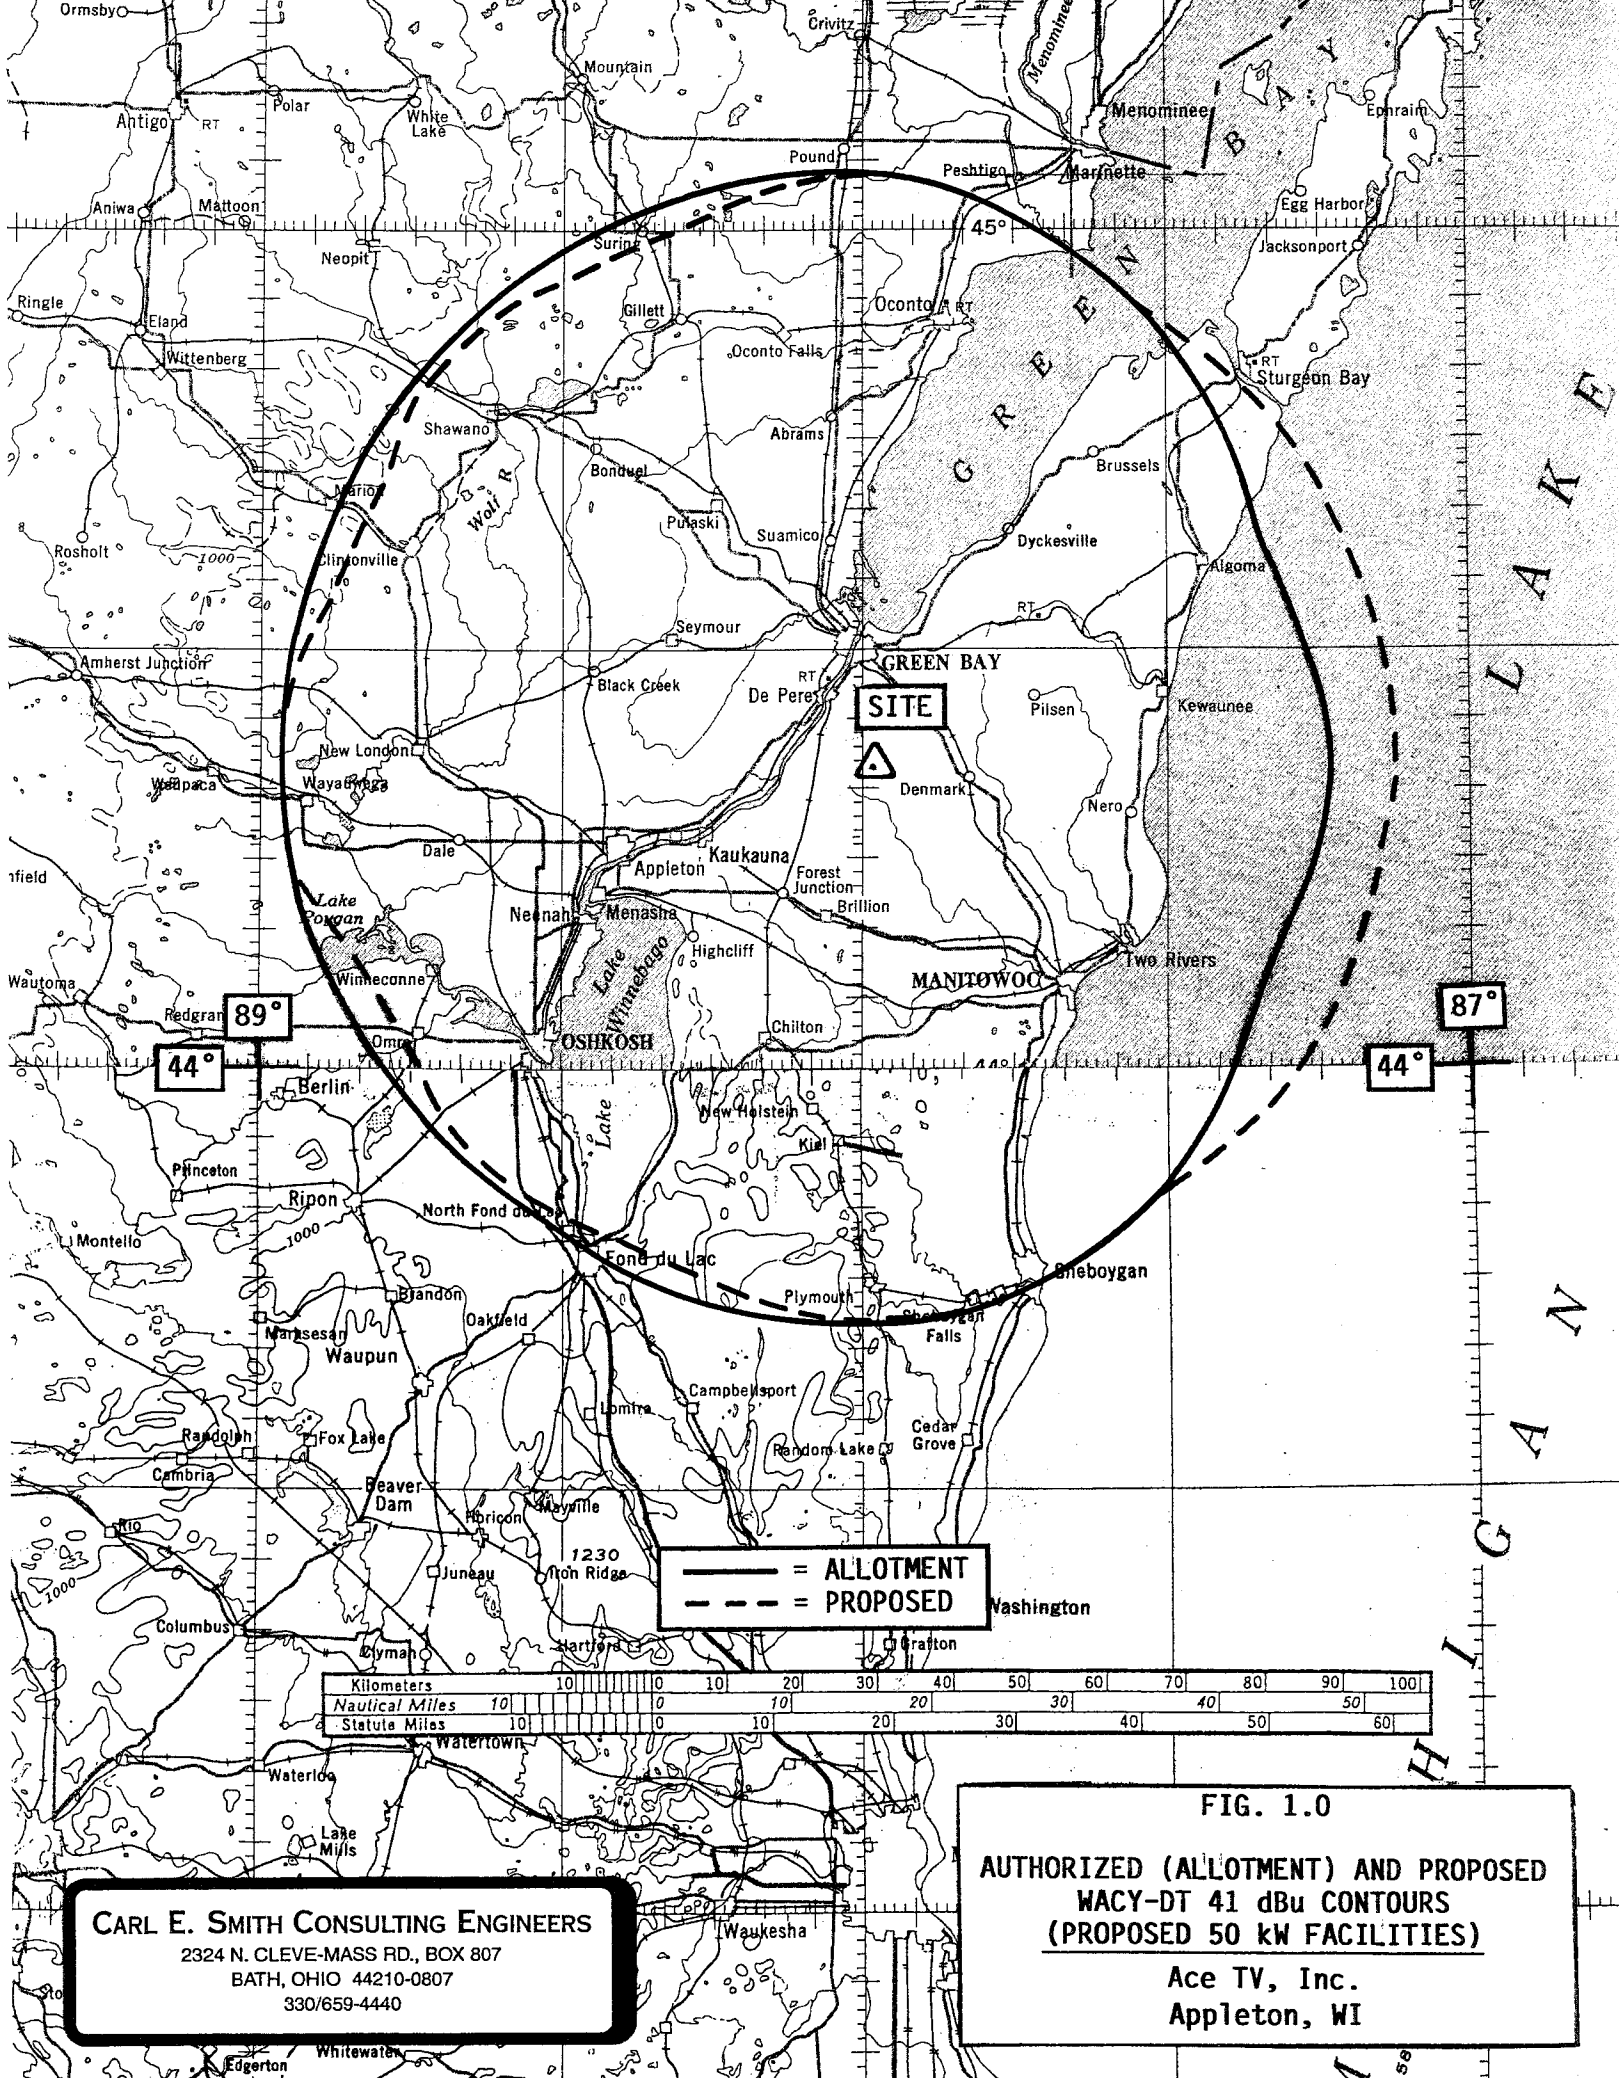 Ormsby
Crivitz
Menominee
Mountain
Polar
White
Lake
Antigo
RT
Menominee
Ephraim
B A Y
Pound
Peshtigo
Marinette
Aniwa
Mattoon
Egg Harbor
45°
Suring
Neopit
Jacksonport
Ringle
Eland
Gillett
Oconto
RT
G R E E N
Wittenberg
Oconto Falls
RT
Sturgeon Bay
Shawano
Abrams
Bonduel
Brussels
Marion
Wolf R
Pulaski
Suamico
Dyckesville
Rosholt
1000
Clintonville
Algoma
RT
Seymour
Amherst Junction
GREEN BAY
Black Creek
RT
De Pere
SITE
Pilsen
Kewaunee
New London
Waupaca
Wayauwega
Denmark
Nero
Dale
Kaukauna
Appleton
Forest
Junction
nfield
Lake
Poygan
Neenah
Menasha
Brillion
Highcliff
Lake
Winnebago
Two Rivers
Winneconne
MANITOWOC
Wautoma
Redgran
89°
87°
Chilton
Omro
OSHKOSH
44°
44°
44°
Berlin
New Holstein
Lake
Kiel
Princeton
Ripon
North Fond du Lac
1000
Montello
Fond du Lac
Sheboygan
Brandon
Plymouth
Sheboygan
Falls
Oakfield
Markesan
Waupun
Campbellsport
Lomira
Cedar
Grove
Randolph
Fox Lake
Random Lake
Cambria
Beaver
Dam
Horicon
Mayville
Rio
1230
Iron Ridge
Juneau
1000
L A K E
M I C H I G A N
= ALLOTMENT
= PROPOSED
Washington
Columbus
Clyman
Hartford
Grafton
Kilometers 10 0 10 20 30 40 50 60 70 80 90 100
Nautical Miles 10 0 10 20 30 40 50
Statute Miles 10 0 10 20 30 40 50 60
Watertown
Waterloo
Lake
Mills
Waukesha
Sto
Edgerton
Whitewater
58
FIG. 1.0
AUTHORIZED (ALLOTMENT) AND PROPOSED
WACY-DT 41 dBu CONTOURS
(PROPOSED 50 kW FACILITIES)
Ace TV, Inc.
Appleton, WI
CARL E. SMITH CONSULTING ENGINEERS
2324 N. CLEVE-MASS RD., BOX 807
BATH, OHIO 44210-0807
330/659-4440